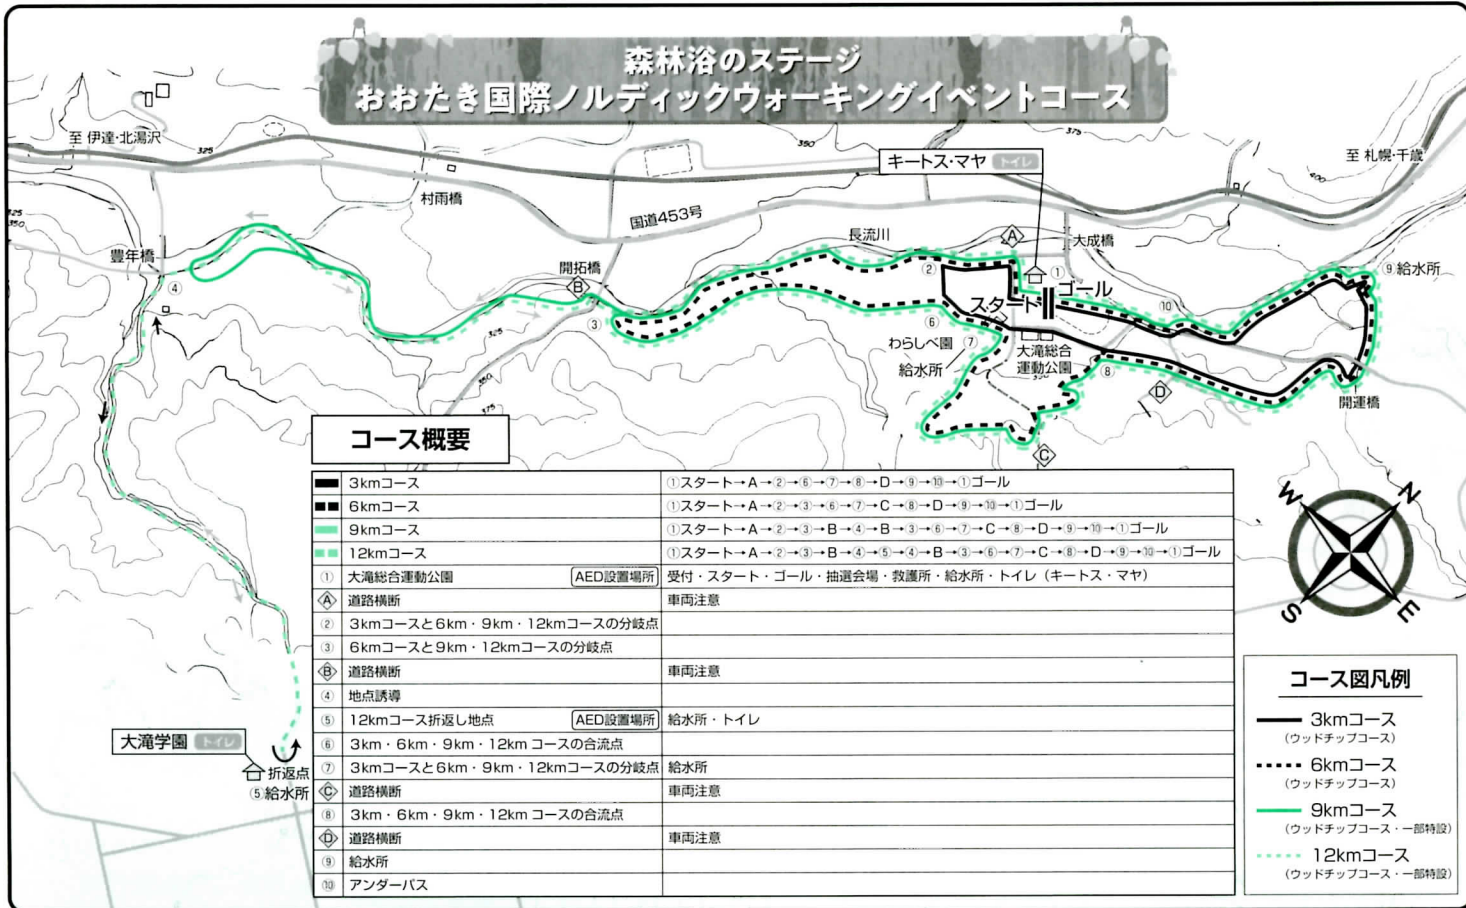 森林浴のステージ
おおたき国際ノルディックウォーキングイベントコース
至 伊達・北湯沢
325
350
375
至 札幌・千歳
400
キートス・マヤ トイレ
村雨橋
国道453号
325
350
豊年橋
④
開拓橋
B
③
長流川
A
大成橋
②
①
ゴール
スタート
⑩
⑨給水所
⑥
わらしべ園
⑦
給水所
大滝総合
運動公園
⑧
D
開運橋
C
325
350
375
コース概要
3kmコース ①スタート→A→②→⑥→⑦→⑧→D→⑨→⑩→①ゴール
6kmコース ①スタート→A→②→③→⑥→⑦→C→⑧→D→⑨→⑩→①ゴール
9kmコース ①スタート→A→②→③→B→④→B→③→⑥→⑦→C→⑧→D→⑨→⑩→①ゴール
12kmコース ①スタート→A→②→③→B→④→⑤→④→B→③→⑥→⑦→C→⑧→D→⑨→⑩→①ゴール
① 大滝総合運動公園 AED設置場所 受付・スタート・ゴール・抽選会場・救護所・給水所・トイレ（キートス・マヤ）
A 道路横断 車両注意
② 3kmコースと6km・9km・12kmコースの分岐点
③ 6kmコースと9km・12kmコースの分岐点
B 道路横断 車両注意
④ 地点誘導
⑤ 12kmコース折返し地点 AED設置場所 給水所・トイレ
⑥ 3km・6km・9km・12kmコースの合流点
⑦ 3kmコースと6km・9km・12kmコースの分岐点 給水所
C 道路横断 車両注意
⑧ 3km・6km・9km・12kmコースの合流点
D 道路横断 車両注意
⑨ 給水所
⑩ アンダーパス
大滝学園 トイレ
折返点
⑤給水所
W
N
S
E
コース図凡例
3kmコース
（ウッドチップコース）
6kmコース
（ウッドチップコース）
9kmコース
（ウッドチップコース・一部特設）
12kmコース
（ウッドチップコース・一部特設）